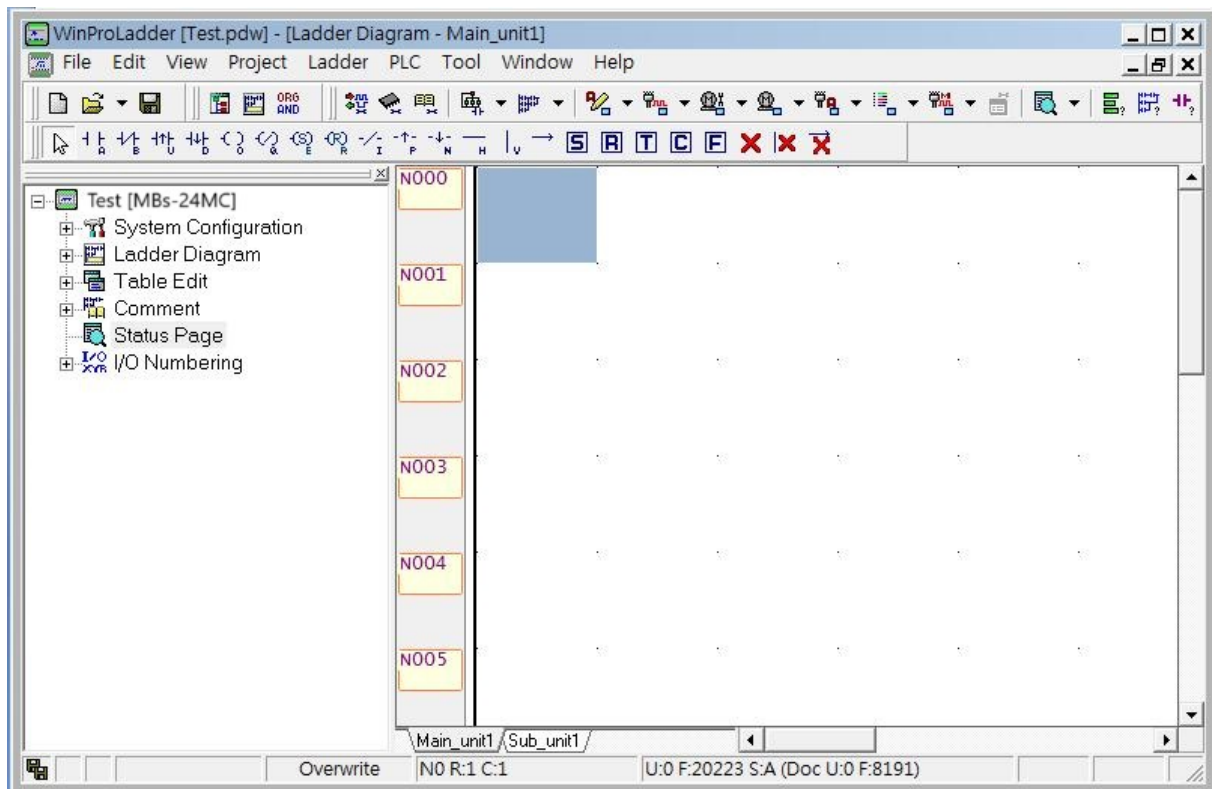 WinProLadder [Test.pdw] - [Ladder Diagram - Main_unit1]
File Edit View Project Ladder PLC Tool Window Help
ORG
AND
A B U D O Q E R I P N H V S R T C F
Test [MBs-24MC]
System Configuration
Ladder Diagram
Table Edit
Comment
Status Page
I/O Numbering
N000
N001
N002
N003
N004
N005
Main_unit1 Sub_unit1
Overwrite N0 R:1 C:1 U:0 F:20223 S:A (Doc U:0 F:8191)